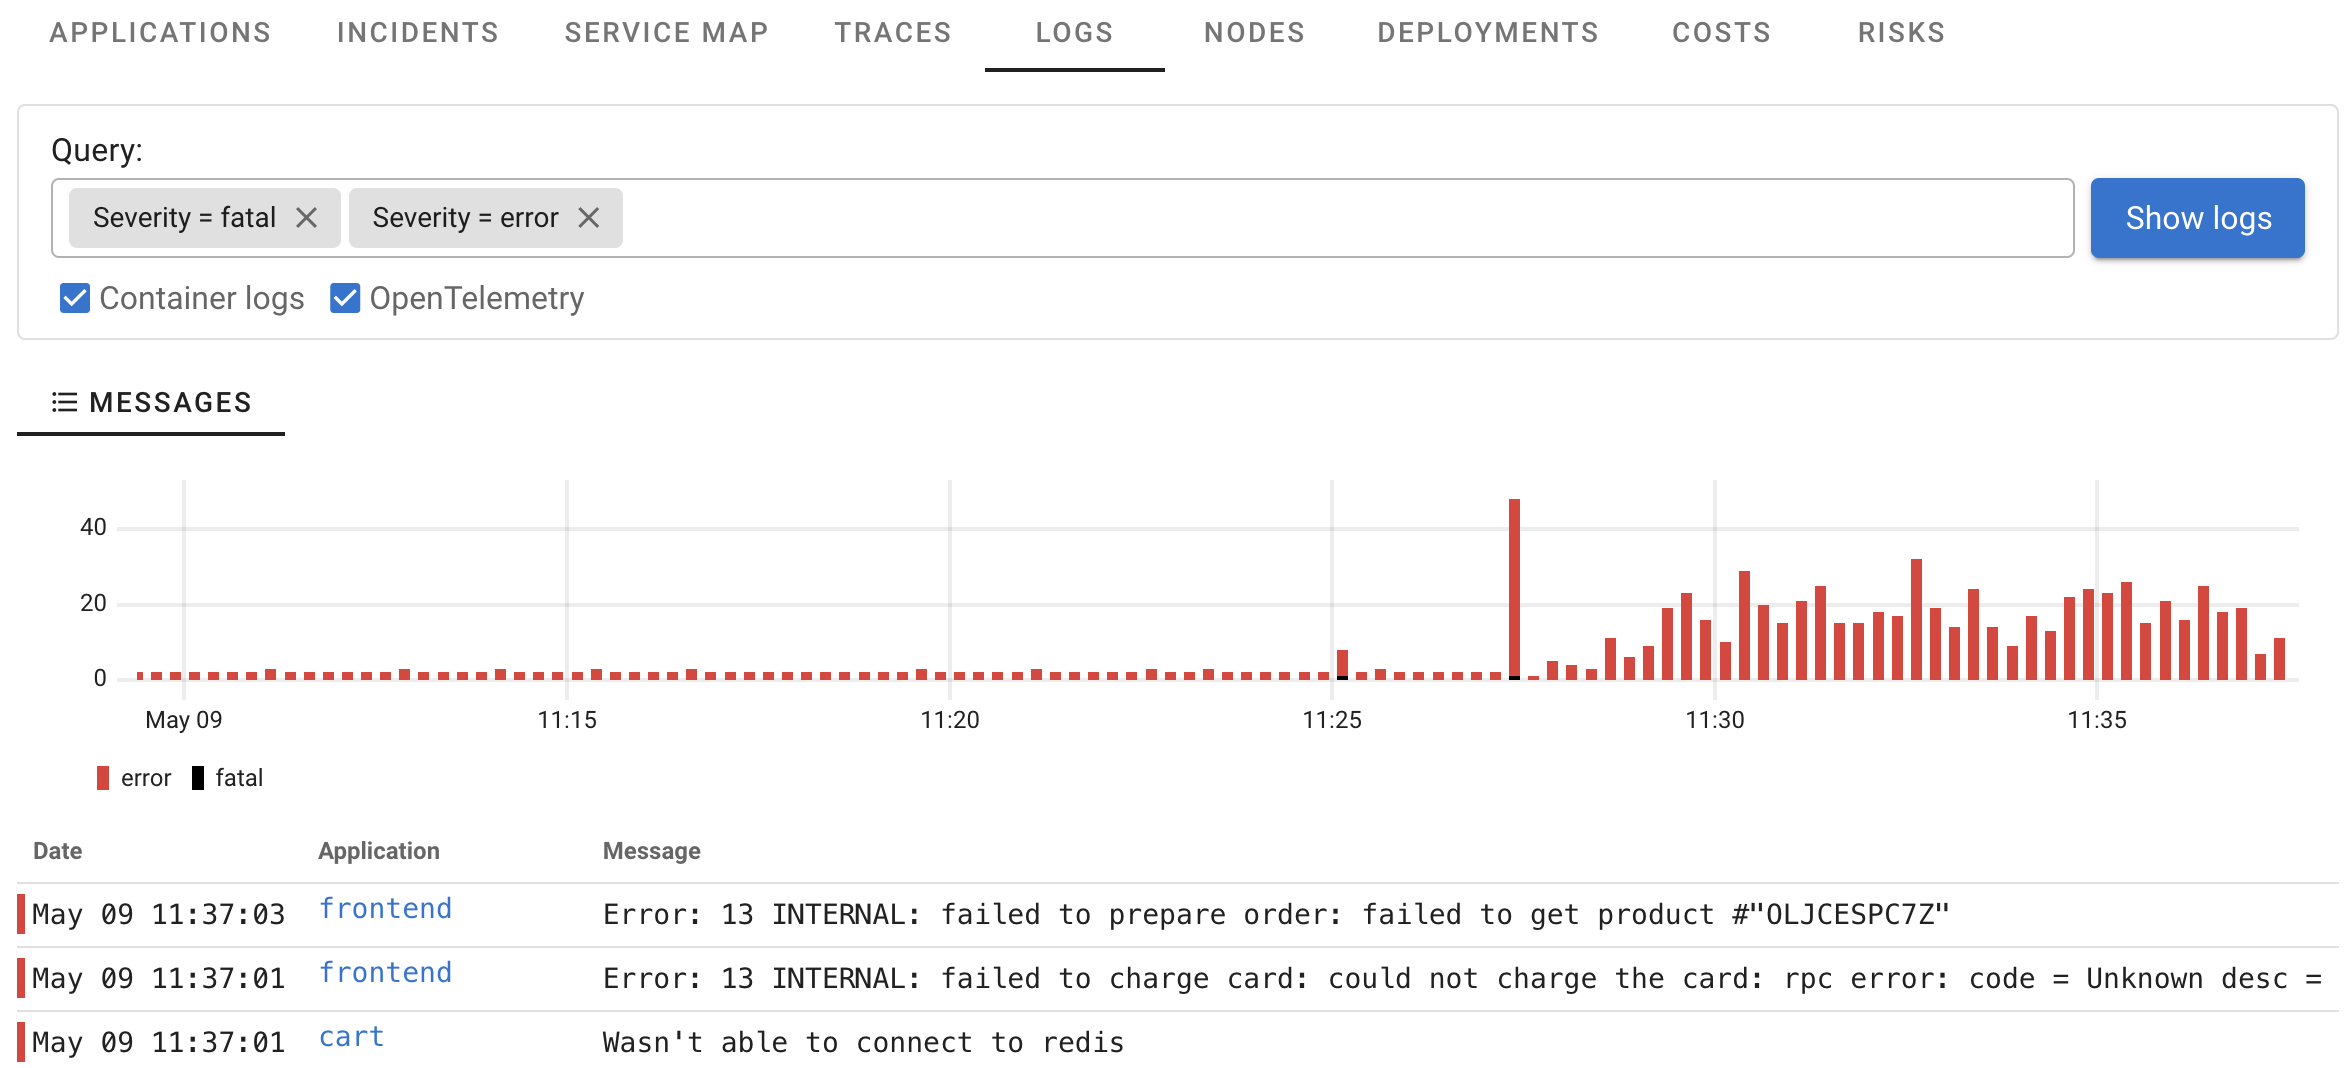 APPLICATIONS INCIDENTS SERVICE MAP TRACES LOGS NODES DEPLOYMENTS COSTS RISKS
Query:
Severity = fatal Severity = error Show logs
Container logs OpenTelemetry
MESSAGES
40
20
0
May 09 11:15 11:20 11:25 11:30 11:35
error fatal
Date Application Message
May 09 11:37:03 frontend Error: 13 INTERNAL: failed to prepare order: failed to get product #"OLJCESPC7Z"
May 09 11:37:01 frontend Error: 13 INTERNAL: failed to charge card: could not charge the card: rpc error: code = Unknown desc =
May 09 11:37:01 cart Wasn't able to connect to redis